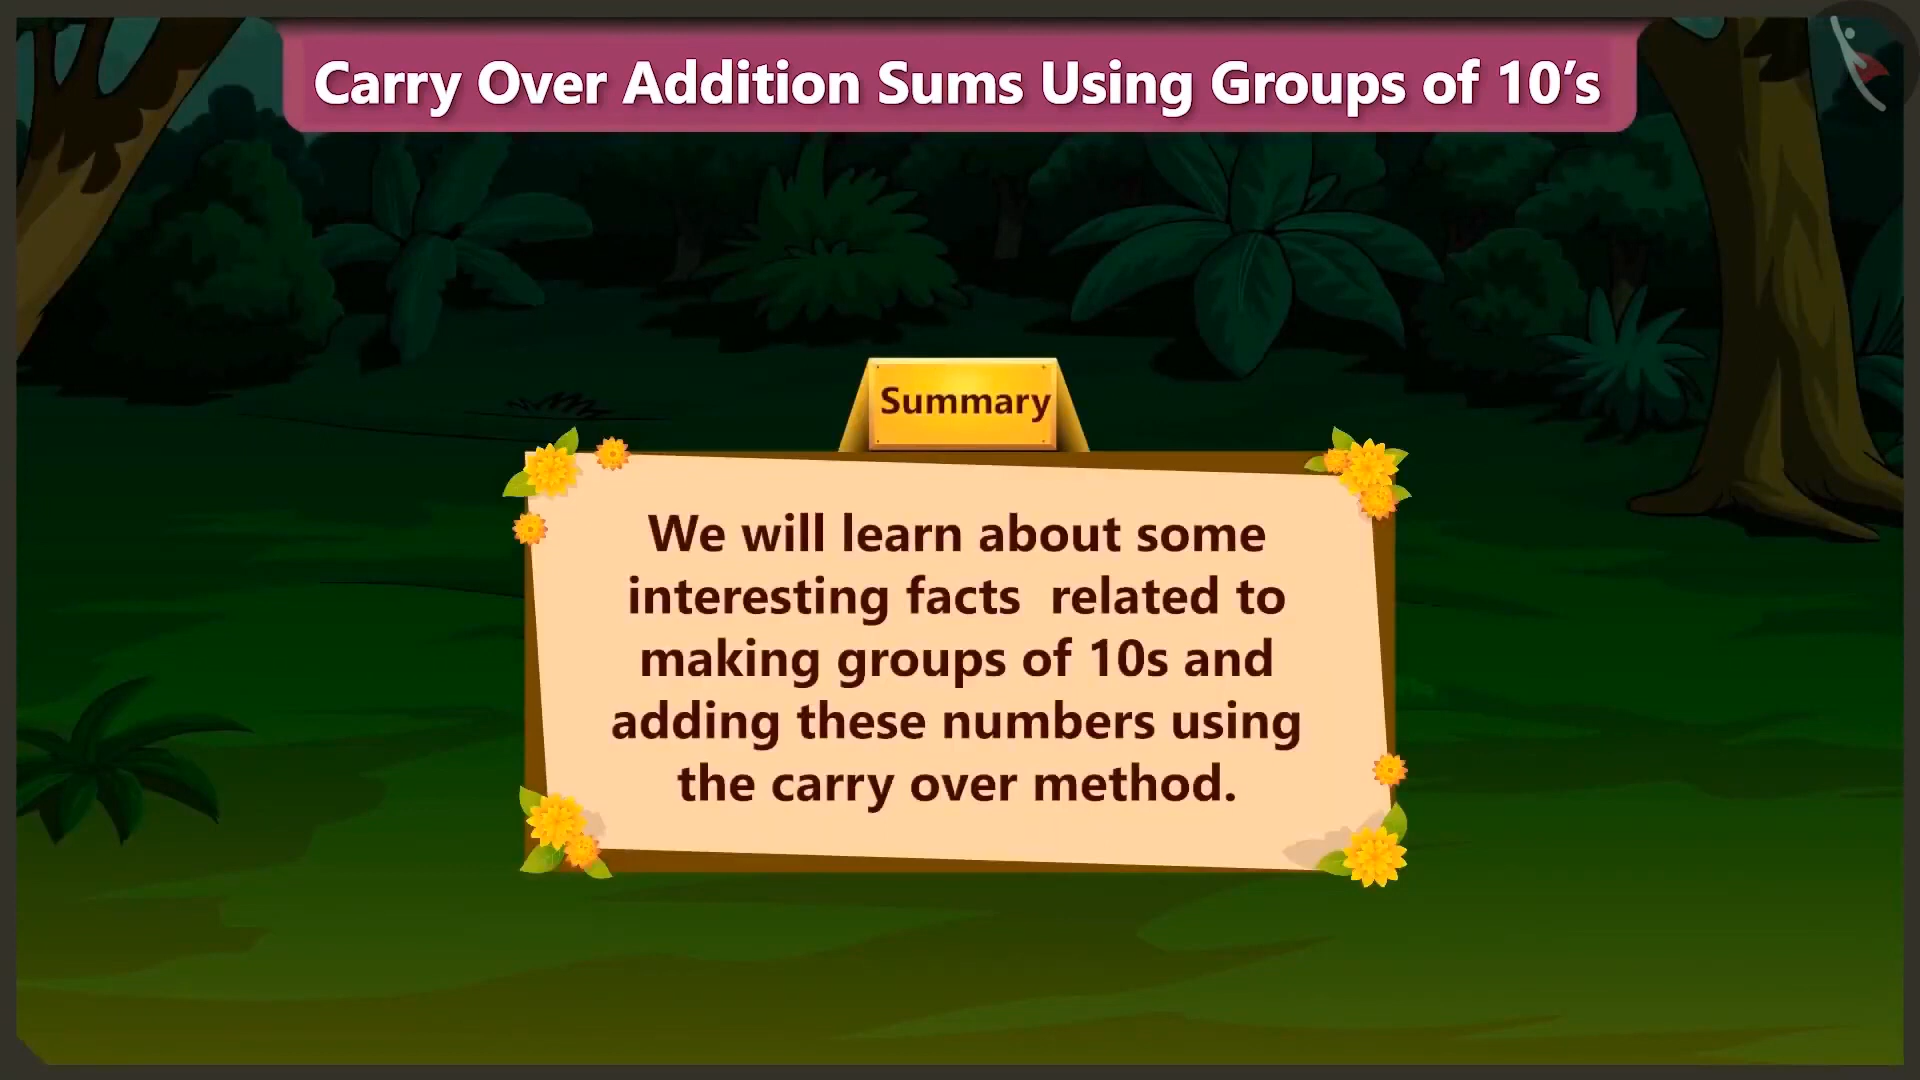 Carry Over Addition Sums Using Groups of 10’s
Summary
We will learn about some
interesting facts  related to
making groups of 10s and
adding these numbers using
the carry over method.